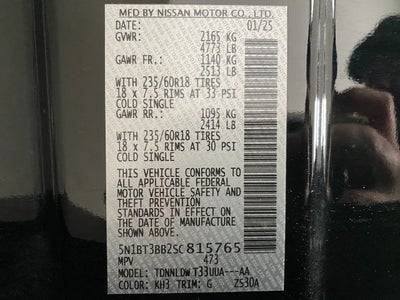 MFD BY NISSAN MOTOR CO., LTD.
DATE: 01/25
GVWR: 2165 KG
4773 LB
GAWR FR.: 1140 KG
2513 LB
WITH 235/60R18 TIRES
18 x 7.5 RIMS AT 33 PSI
COLD SINGLE
GAWR RR.: 1095 KG
2414 LB
WITH 235/60R18 TIRES
18 x 7.5 RIMS AT 30 PSI
COLD SINGLE
THIS VEHICLE CONFORMS TO
ALL APPLICABLE FEDERAL
MOTOR VEHICLE SAFETY AND
THEFT PREVENTION
STANDARDS IN EFFECT ON
THE DATE OF MANUFACTURE
SHOWN ABOVE.
5N1BT3BB2SC815765
MPV 473
MODEL: TDNNLDWT33UUA---AA
COLOR: KH3 TRIM: G ZS30A